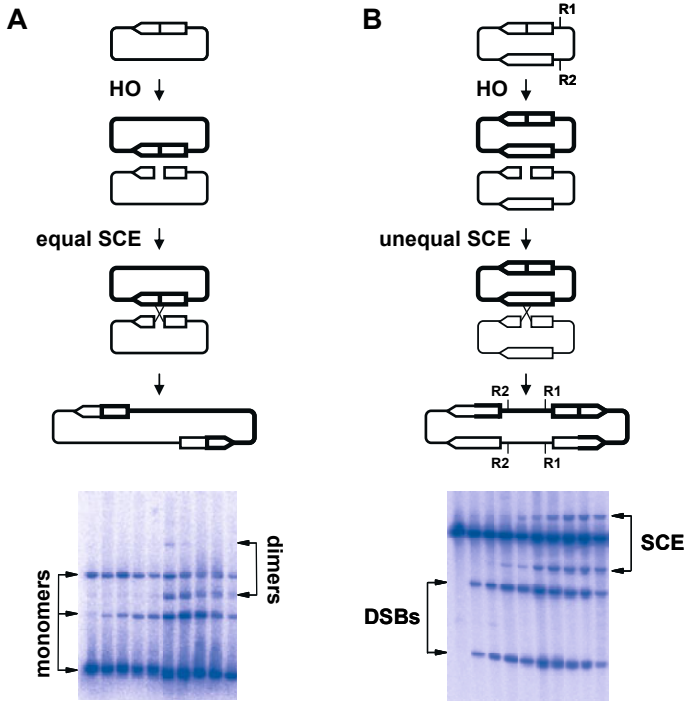 A
HO
equal SCE
monomers
dimers
B
R1
R2
HO
unequal SCE
R2 R1
R2 R1
SCE
DSBs